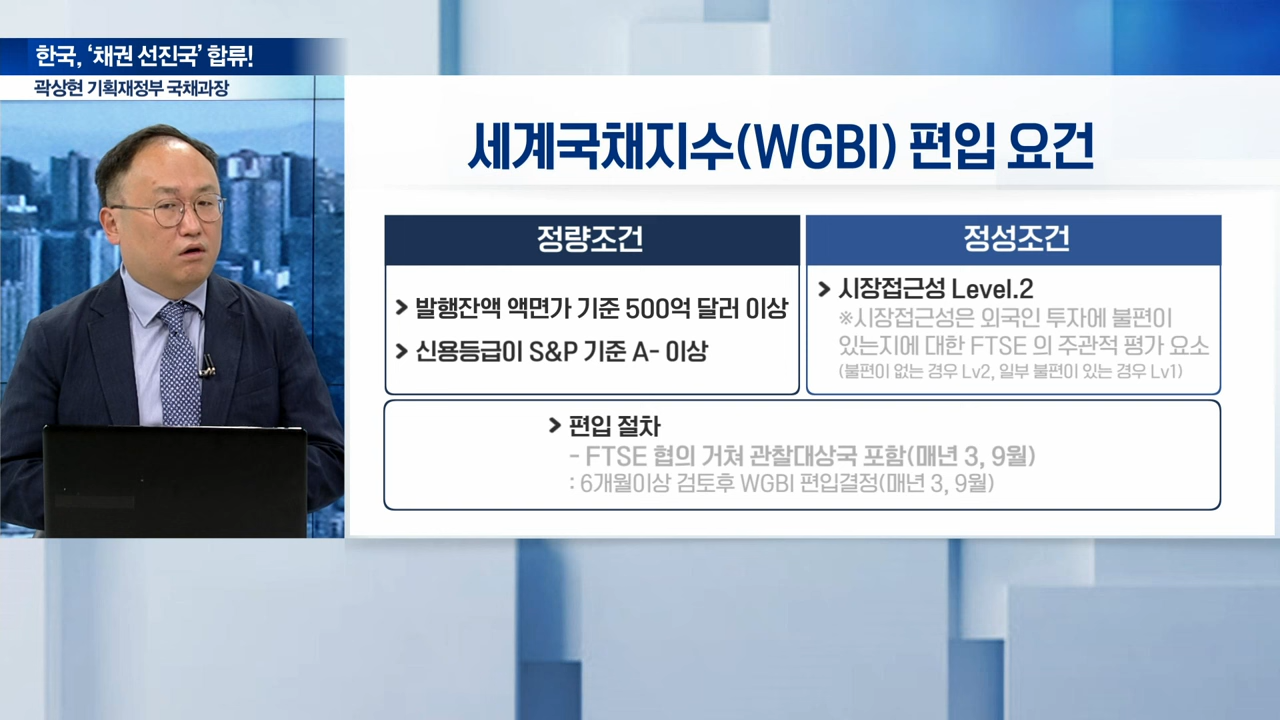 한국, ‘채권 선진국’ 합류!
곽상현 기획재정부 국채과장
세계국채지수(WGBI) 편입 요건
정량조건
> 발행잔액 액면가 기준 500억 달러 이상
> 신용등급이 S&P 기준 A- 이상
정성조건
> 시장접근성 Level.2
※시장접근성은 외국인 투자에 불편이
있는지에 대한 FTSE 의 주관적 평가 요소
(불편이 없는 경우 Lv2, 일부 불편이 있는 경우 Lv1)
> 편입 절차
- FTSE 협의 거쳐 관찰대상국 포함(매년 3, 9월)
: 6개월이상 검토후 WGBI 편입결정(매년 3, 9월)